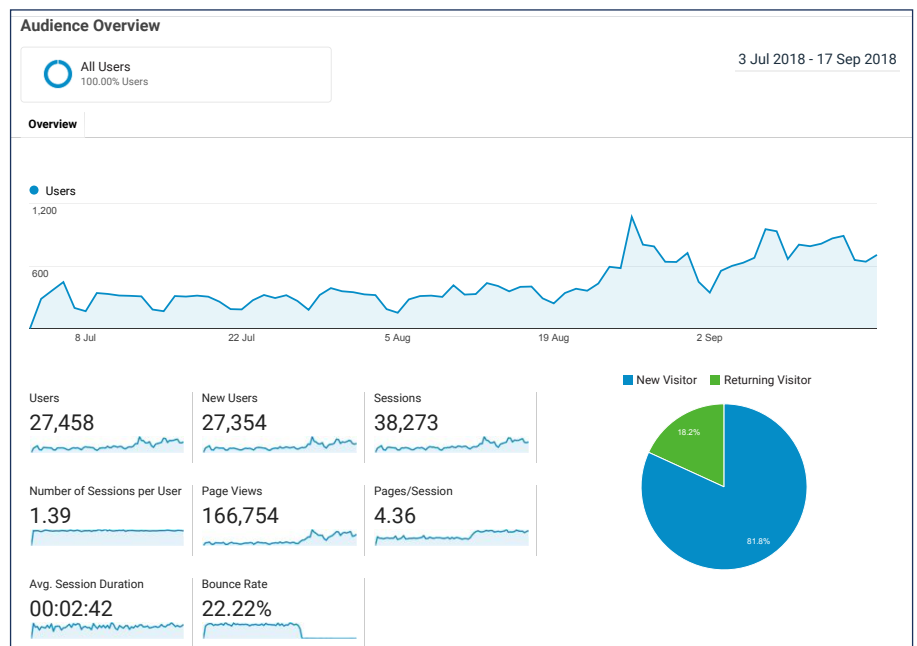 Audience Overview
All Users
100.00% Users
3 Jul 2018 - 17 Sep 2018
Overview
Users
1,200
600
8 Jul 22 Jul 5 Aug 19 Aug 2 Sep
New Visitor Returning Visitor
Users New Users Sessions
27,458 27,354 38,273
18.2%
Number of Sessions per User Page Views Pages/Session
1.39 166,754 4.36
81.8%
Avg. Session Duration Bounce Rate
00:02:42 22.22%